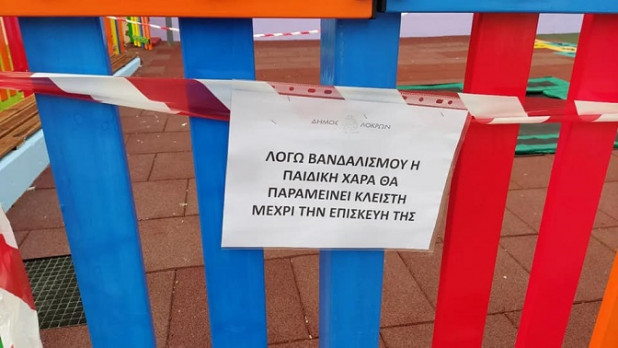 ΔΗΜΟΣ ΛΟΚΡΩΝ
ΛΟΓΩ ΒΑΝΔΑΛΙΣΜΟΥ Η
ΠΑΙΔΙΚΗ ΧΑΡΑ ΘΑ
ΠΑΡΑΜΕΙΝΕΙ ΚΛΕΙΣΤΗ
ΜΕΧΡΙ ΤΗΝ ΕΠΙΣΚΕΥΗ ΤΗΣ